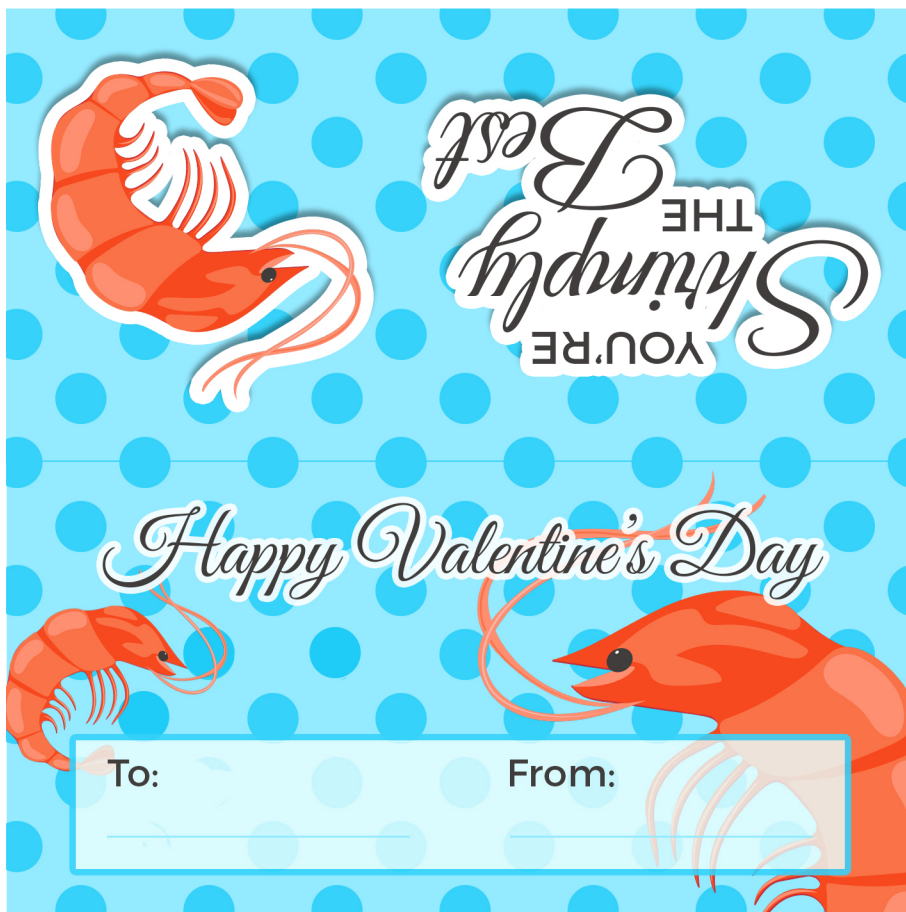 YOU'RE
Shrimply
THE
Best
Happy Valentine's Day
To: From: